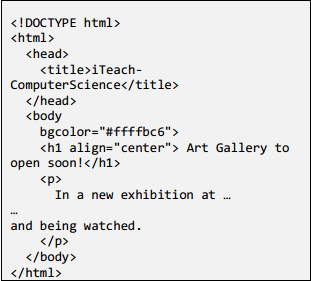 <!DOCTYPE html>
<html>
<head>
<title>iTeach-
ComputerScience</title>
</head>
<body
bgcolor="#ffffbc6">
<h1 align="center"> Art Gallery to
open soon!</h1>
<p>
In a new exhibition at …
…
and being watched.
</p>
</body>
</html>